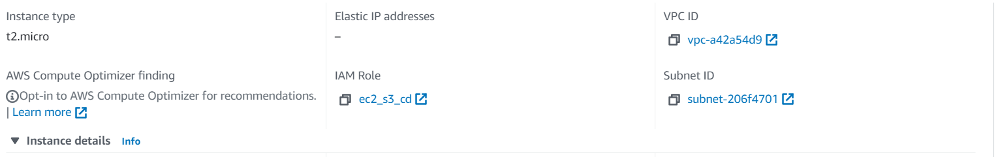 Instance type
t2.micro
Elastic IP addresses
–
VPC ID
vpc-a42a54d9
AWS Compute Optimizer finding
Opt-in to AWS Compute Optimizer for recommendations.
| Learn more
IAM Role
ec2_s3_cd
Subnet ID
subnet-206f4701
Instance details Info